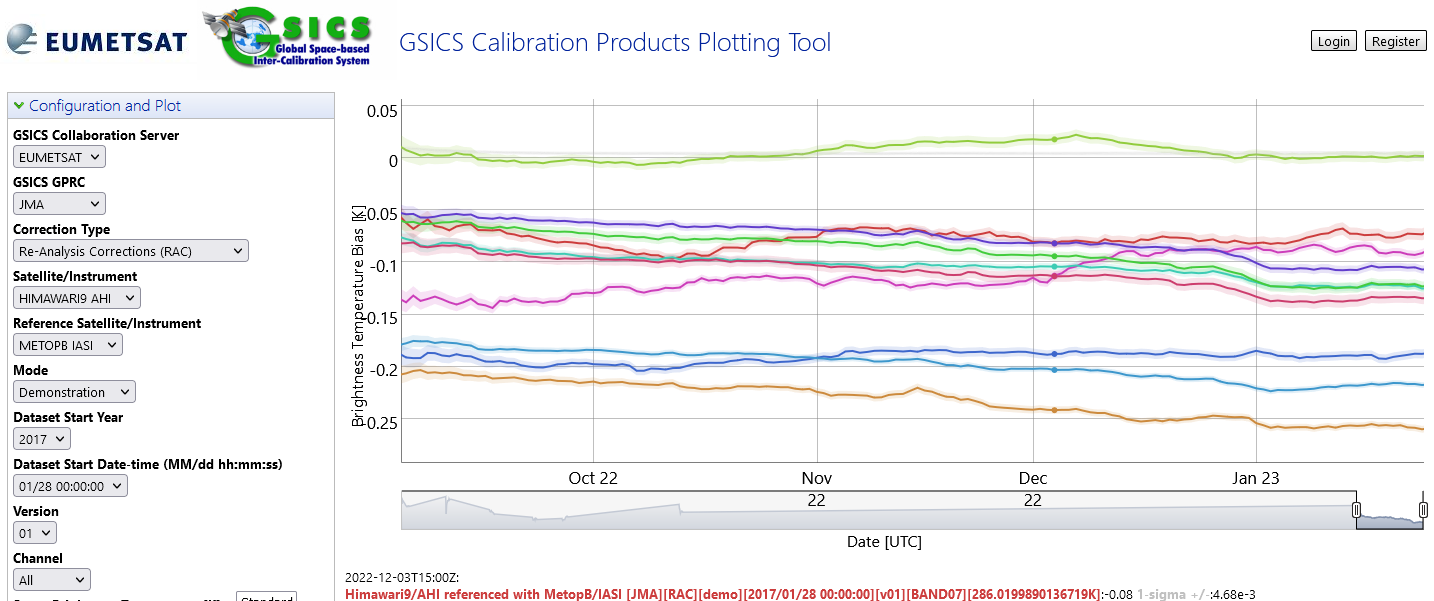 EUMETSAT
GSICS
Global Space-based
Inter-Calibration System
GSICS Calibration Products Plotting Tool
Login
Register
Configuration and Plot
GSICS Collaboration Server
EUMETSAT
GSICS GPRC
JMA
Correction Type
Re-Analysis Corrections (RAC)
Satellite/Instrument
HIMAWARI9 AHI
Reference Satellite/Instrument
METOPB IASI
Mode
Demonstration
Dataset Start Year
2017
Dataset Start Date-time (MM/dd hh:mm:ss)
01/28 00:00:00
Version
01
Channel
All
Standard
Brightness Temperature Bias [K]
0.05
0
-0.05
-0.1
-0.15
-0.2
-0.25
Oct 22
Nov
22
Dec
22
Jan 23
Date [UTC]
2022-12-03T15:00Z:
Himawari9/AHI referenced with MetopB/IASI [JMA][RAC][demo][2017/01/28 00:00:00][v01][BAND07][286.0199890136719K]:-0.08 1-sigma +/-:4.68e-3